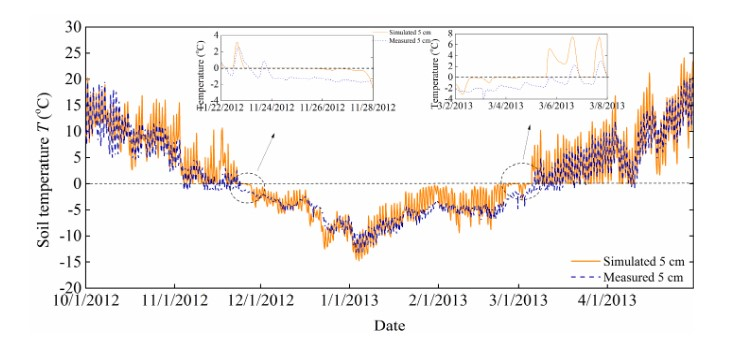 Soil temperature T (°C)
30
25
20
15
10
5
0
-5
-10
-15
-20
10/1/2012 11/1/2012 12/1/2012 1/1/2013 2/1/2013 3/1/2013 4/1/2013
Date
Temperature (°C)
4
2
0
-2
-4
11/22/2012 11/24/2012 11/26/2012 11/28/2012
Simulated 5 cm
Measured 5 cm
Temperature (°C)
8
6
4
2
0
-2
-4
3/2/2013 3/4/2013 3/6/2013 3/8/2013
Simulated 5 cm
Measured 5 cm